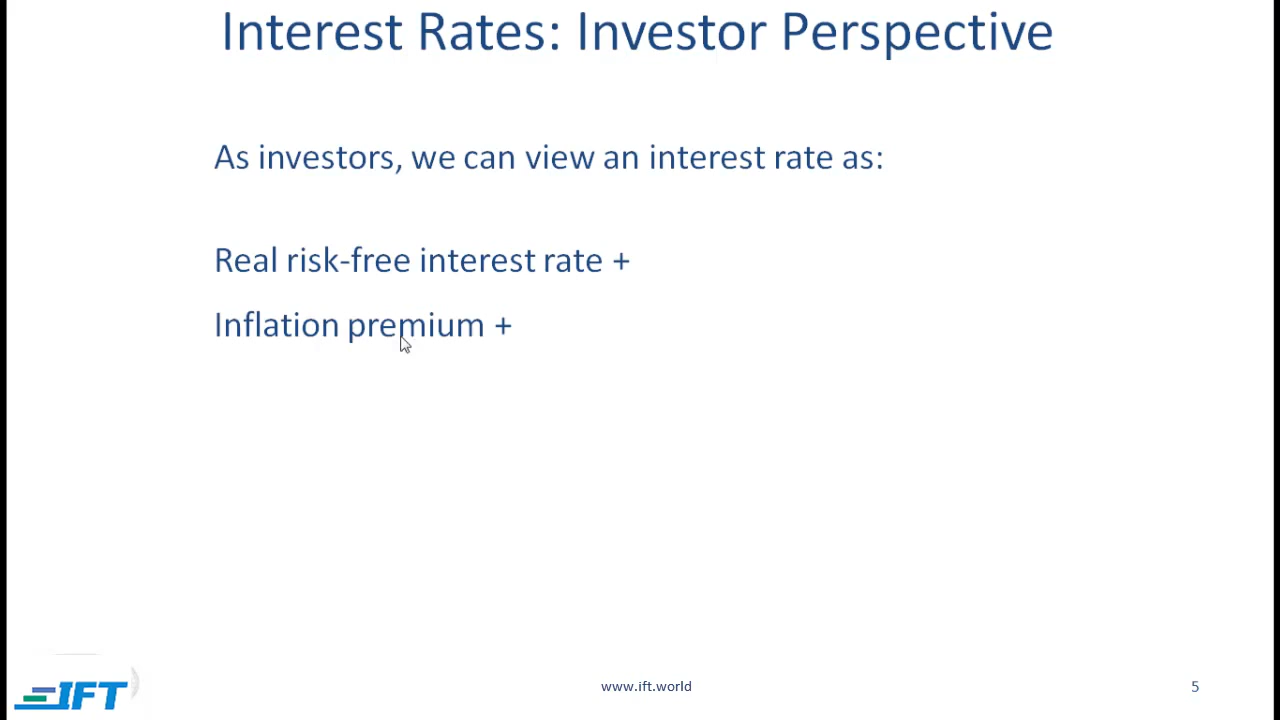 Interest Rates: Investor Perspective
As investors, we can view an interest rate as:
Real risk-free interest rate +
Inflation premium +
IFT
www.ift.world
5